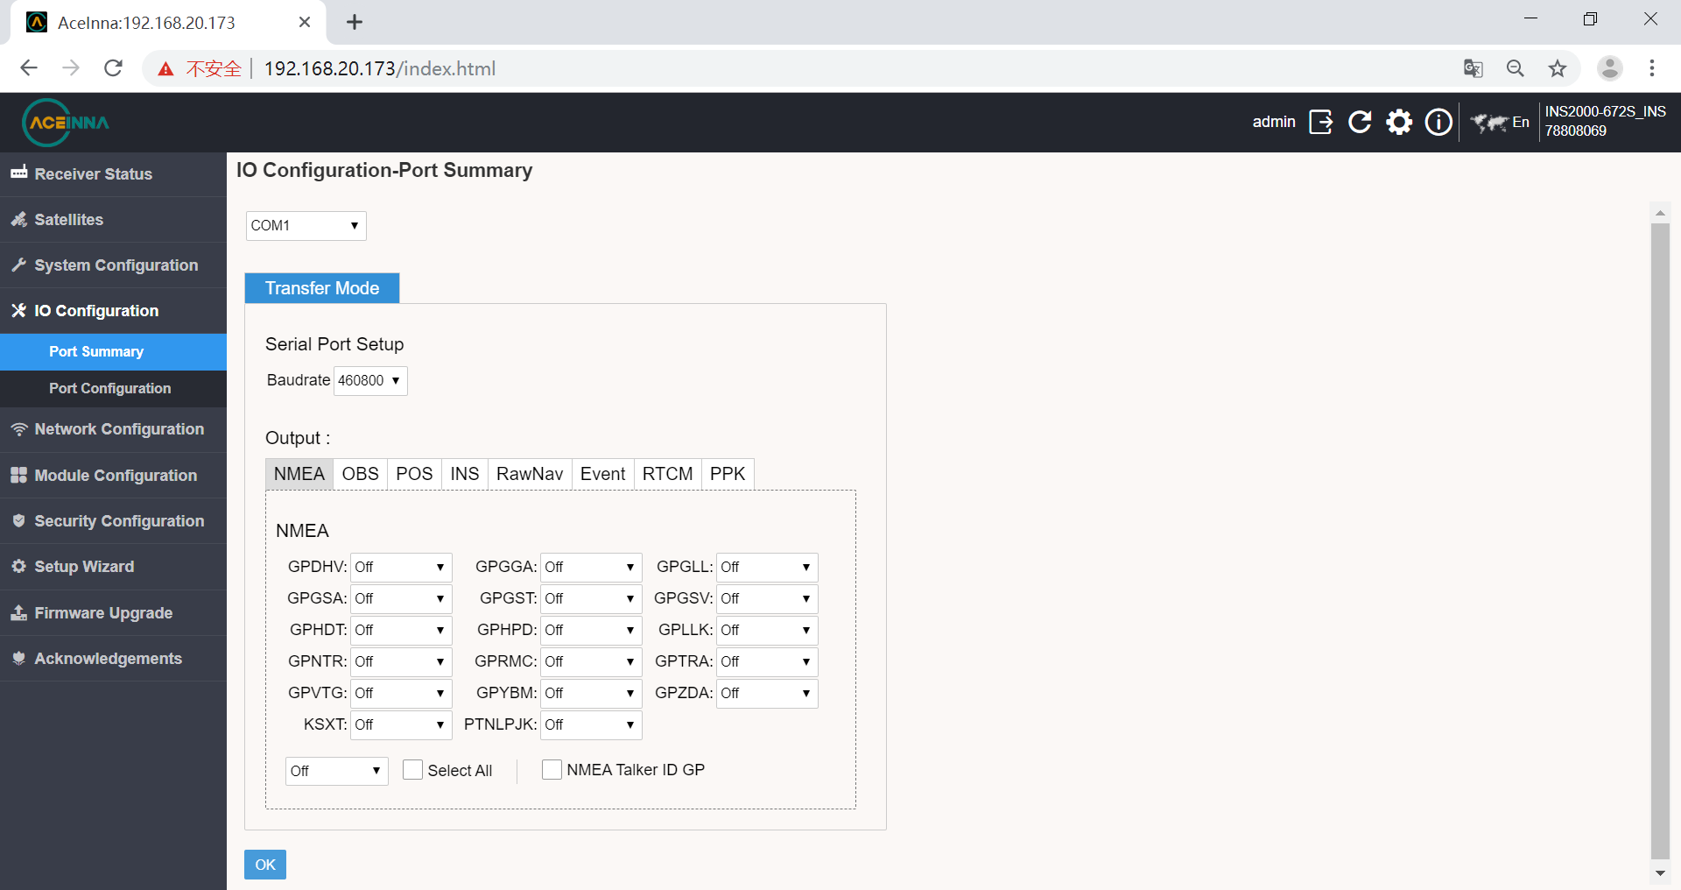 AceInna:192.168.20.173
不安全 192.168.20.173/index.html
ACEINNA
admin
En
INS2000-672S_INS
78808069
Receiver Status
Satellites
System Configuration
IO Configuration
Port Summary
Port Configuration
Network Configuration
Module Configuration
Security Configuration
Setup Wizard
Firmware Upgrade
Acknowledgements
IO Configuration-Port Summary
COM1
Transfer Mode
Serial Port Setup
Baudrate 460800
Output :
NMEA OBS POS INS RawNav Event RTCM PPK
NMEA
GPDHV: Off GPGGA: Off GPGLL: Off
GPGSA: Off GPGST: Off GPGSV: Off
GPHDT: Off GPHPD: Off GPLLK: Off
GPNTR: Off GPRMC: Off GPTRA: Off
GPVTG: Off GPYBM: Off GPZDA: Off
KSXT: Off PTNLPJK: Off
Off Select All NMEA Talker ID GP
OK